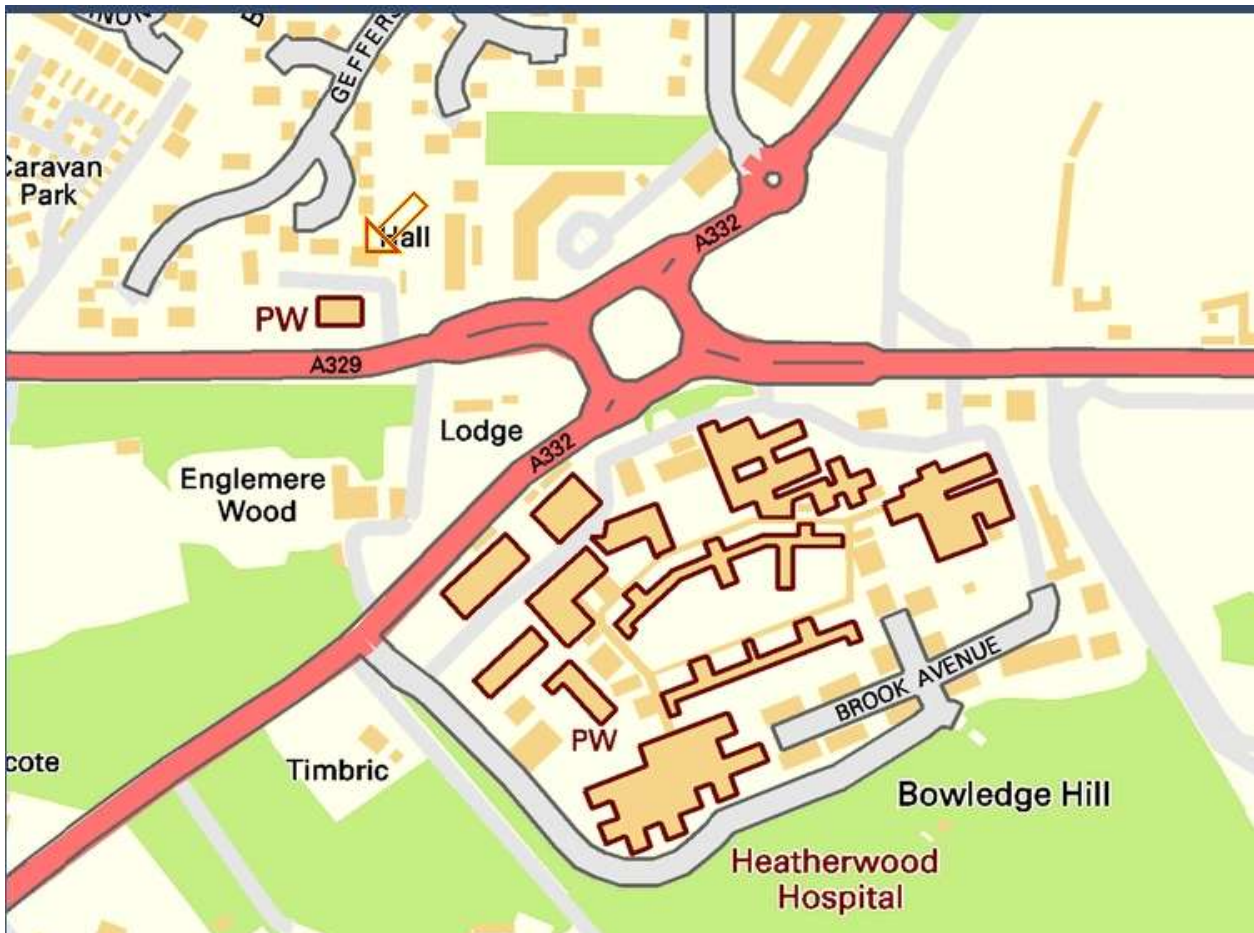 GEFFERS
Caravan
Park
A332
Hall
PW
A329
Lodge
A332
Englemere
Wood
BROOK AVENUE
PW
cote
Timbric
Bowledge Hill
Heatherwood
Hospital